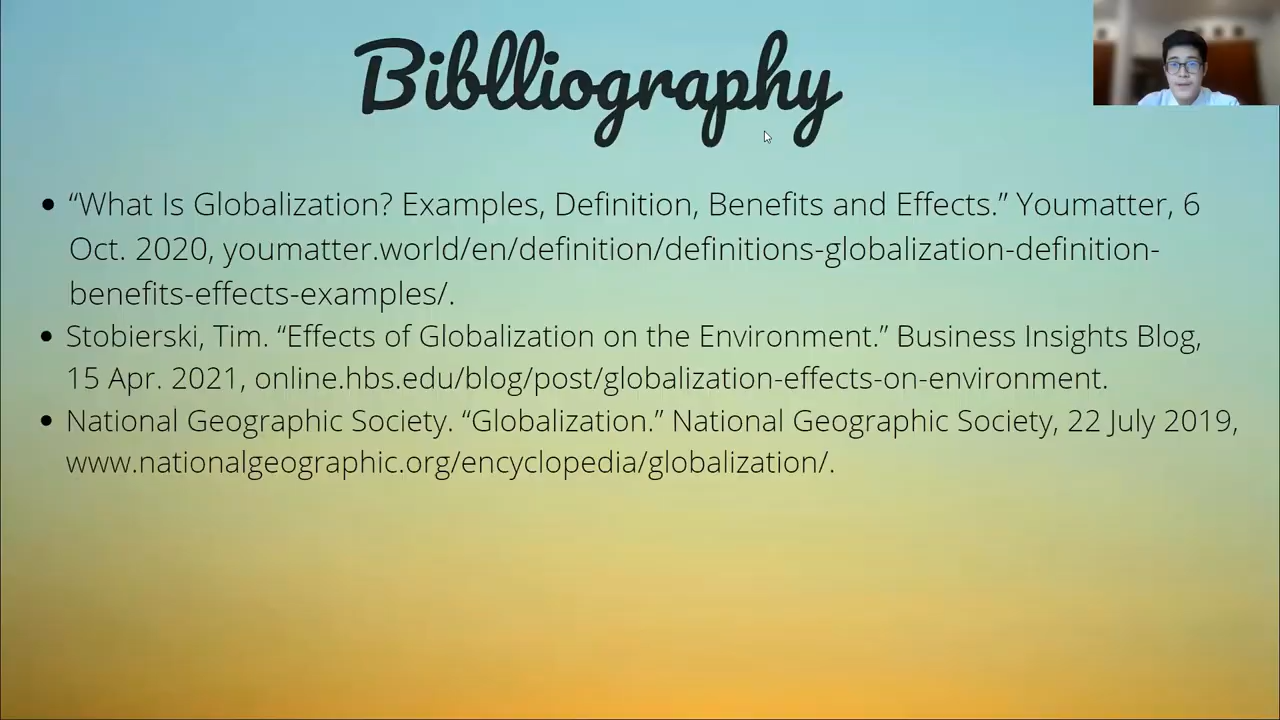 Biblliography
• “What Is Globalization? Examples, Definition, Benefits and Effects.” Youmatter, 6
Oct. 2020, youmatter.world/en/definition/definitions-globalization-definition-
benefits-effects-examples/.
• Stobierski, Tim. “Effects of Globalization on the Environment.” Business Insights Blog,
15 Apr. 2021, online.hbs.edu/blog/post/globalization-effects-on-environment.
• National Geographic Society. “Globalization.” National Geographic Society, 22 July 2019,
www.nationalgeographic.org/encyclopedia/globalization/.